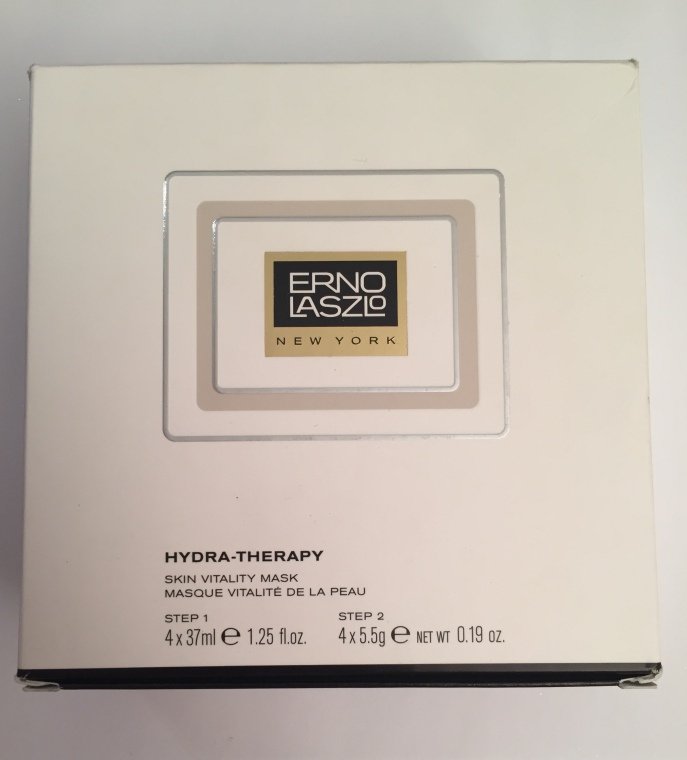 ERNO
LASZLO
NEW YORK
HYDRA-THERAPY
SKIN VITALITY MASK
MASQUE VITALITÉ DE LA PEAU
STEP 1 STEP 2
4 x 37ml ℮ 1.25 fl.oz. 4 x 5.5g ℮ NET WT 0.19 oz.